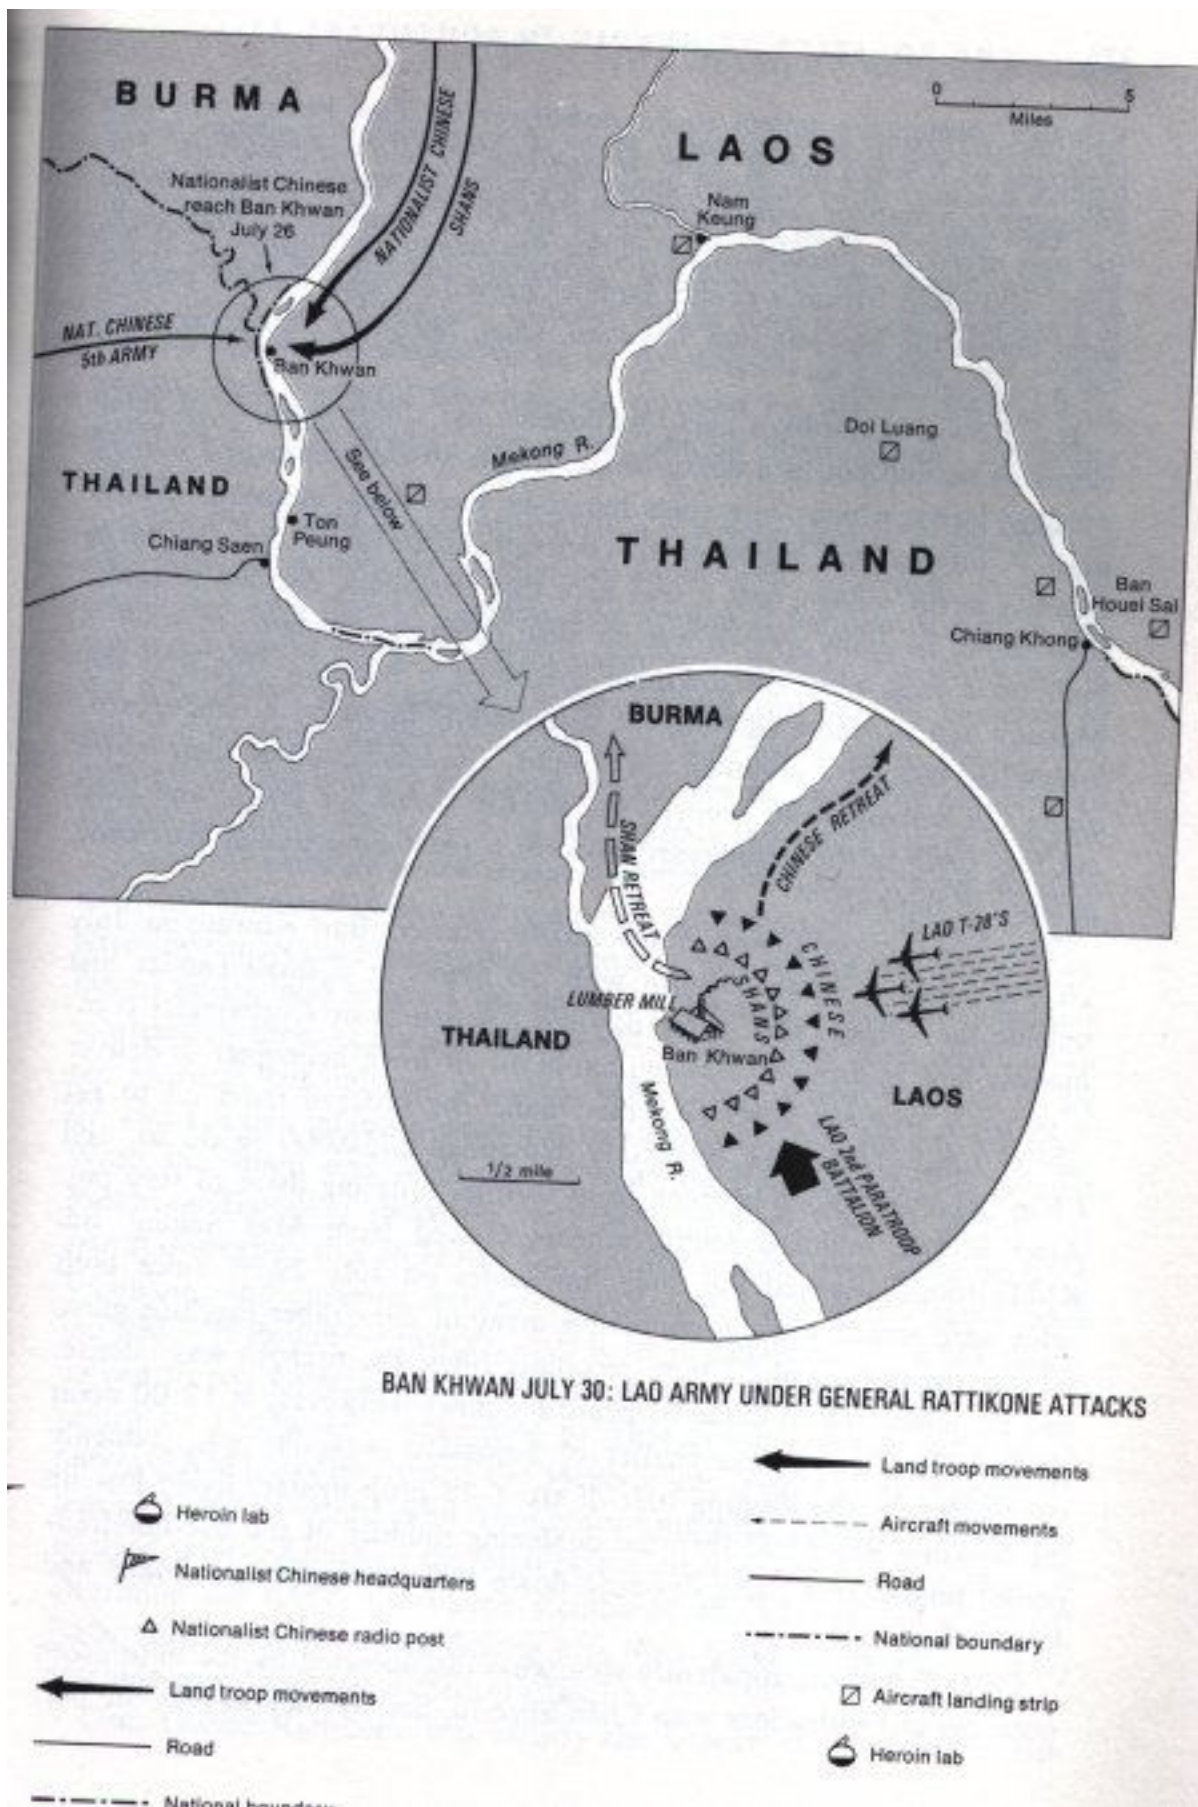 BURMA
LAOS
0 5
Miles
Nationalist Chinese
reach Ban Khwan
July 26
NATIONALIST CHINESE
SHANS
Nam
Keung
NAT. CHINESE
5th ARMY
Ban Khwan
THAILAND
See below
Mekong R.
Doi Luang
Ton
Peung
Chiang Saen
THAILAND
Ban
Houei Sai
Chiang Khong
BURMA
SHAN RETREAT
CHINESE RETREAT
LAO T-28'S
CHINESE
SHANS
LUMBER MILL
THAILAND
Ban Khwan
LAOS
Mekong R.
1/2 mile
LAO 2nd PARATROOP
BATTALION
BAN KHWAN JULY 30: LAO ARMY UNDER GENERAL RATTIKONE ATTACKS
Heroin lab
Nationalist Chinese headquarters
Nationalist Chinese radio post
Land troop movements
Road
National boundary
Land troop movements
Aircraft movements
Road
National boundary
Aircraft landing strip
Heroin lab